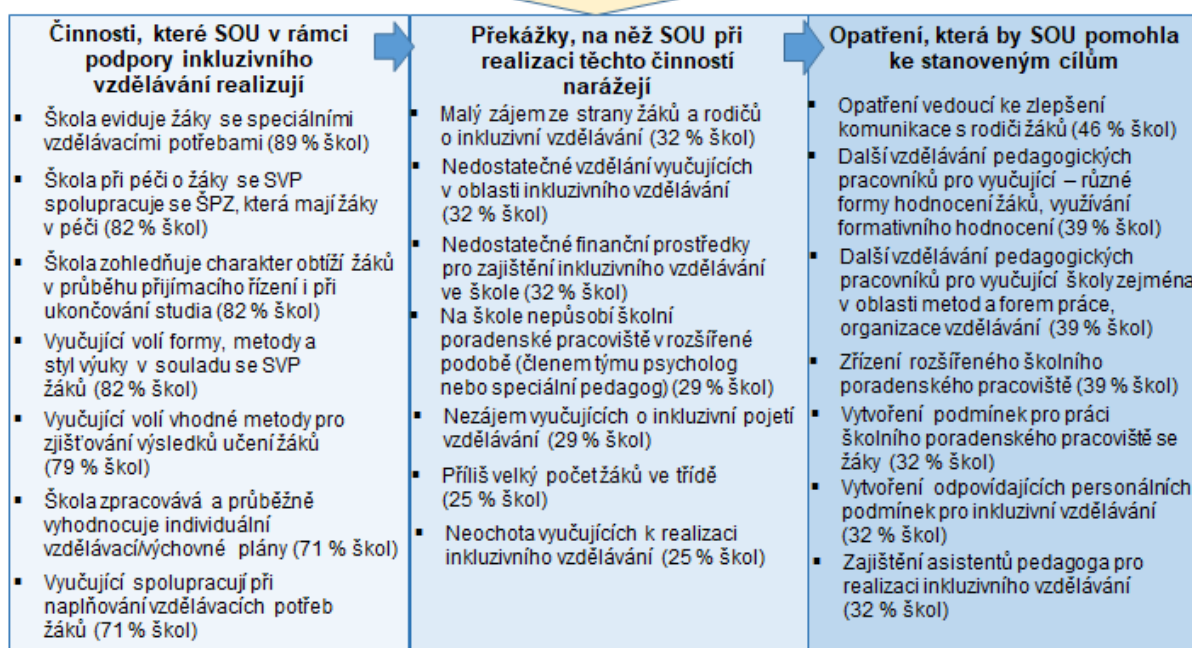 Činnosti, které SOU v rámci
podpory inkluzivního
vzdělávání realizují
▪ Škola eviduje žáky se speciálními
vzdělávacími potřebami (89 % škol)
▪ Škola při péči o žáky se SVP
spolupracuje se ŠPZ, která mají žáky
v péči (82 % škol)
▪ Škola zohledňuje charakter obtíží žáků
v průběhu přijímacího řízení i při
ukončování studia (82 % škol)
▪ Vyučující volí formy, metody a
styl výuky v souladu se SVP
žáků (82 % škol)
▪ Vyučující volí vhodné metody pro
zjišťování výsledků učení žáků
(79 % škol)
▪ Škola zpracovává a průběžně
vyhodnocuje individuální
vzdělávací/výchovné plány (71 % škol)
▪ Vyučující spolupracují při
naplňování vzdělávacích potřeb
žáků (71 % škol)
Překážky, na něž SOU při
realizaci těchto činností
narážejí
▪ Malý zájem ze strany žáků a rodičů
o inkluzivní vzdělávání (32 % škol)
▪ Nedostatečné vzdělání vyučujících
v oblasti inkluzivního vzdělávání
(32 % škol)
▪ Nedostatečné finanční prostředky
pro zajištění inkluzivního vzdělávání
ve škole (32 % škol)
▪ Na škole nepůsobí školní
poradenské pracoviště v rozšířené
podobě (členem týmu psycholog
nebo speciální pedagog) (29 % škol)
▪ Nezájem vyučujících o inkluzivní pojetí
vzdělávání (29 % škol)
▪ Příliš velký počet žáků ve třídě
(25 % škol)
▪ Neochota vyučujících k realizaci
inkluzivního vzdělávání (25 % škol)
Opatření, která by SOU pomohla
ke stanoveným cílům
▪ Opatření vedoucí ke zlepšení
komunikace s rodiči žáků (46 % škol)
▪ Další vzdělávání pedagogických
pracovníků pro vyučující – různé
formy hodnocení žáků, využívání
formativního hodnocení (39 % škol)
▪ Další vzdělávání pedagogických
pracovníků pro vyučující školy zejména
v oblasti metod a forem práce,
organizace vzdělávání (39 % škol)
▪ Zřízení rozšířeného školního
poradenského pracoviště (39 % škol)
▪ Vytvoření podmínek pro práci
školního poradenského pracoviště se
žáky (32 % škol)
▪ Vytvoření odpovídajících personálních
podmínek pro inkluzivní vzdělávání
(32 % škol)
▪ Zajištění asistentů pedagoga pro
realizaci inkluzivního vzdělávání
(32 % škol)